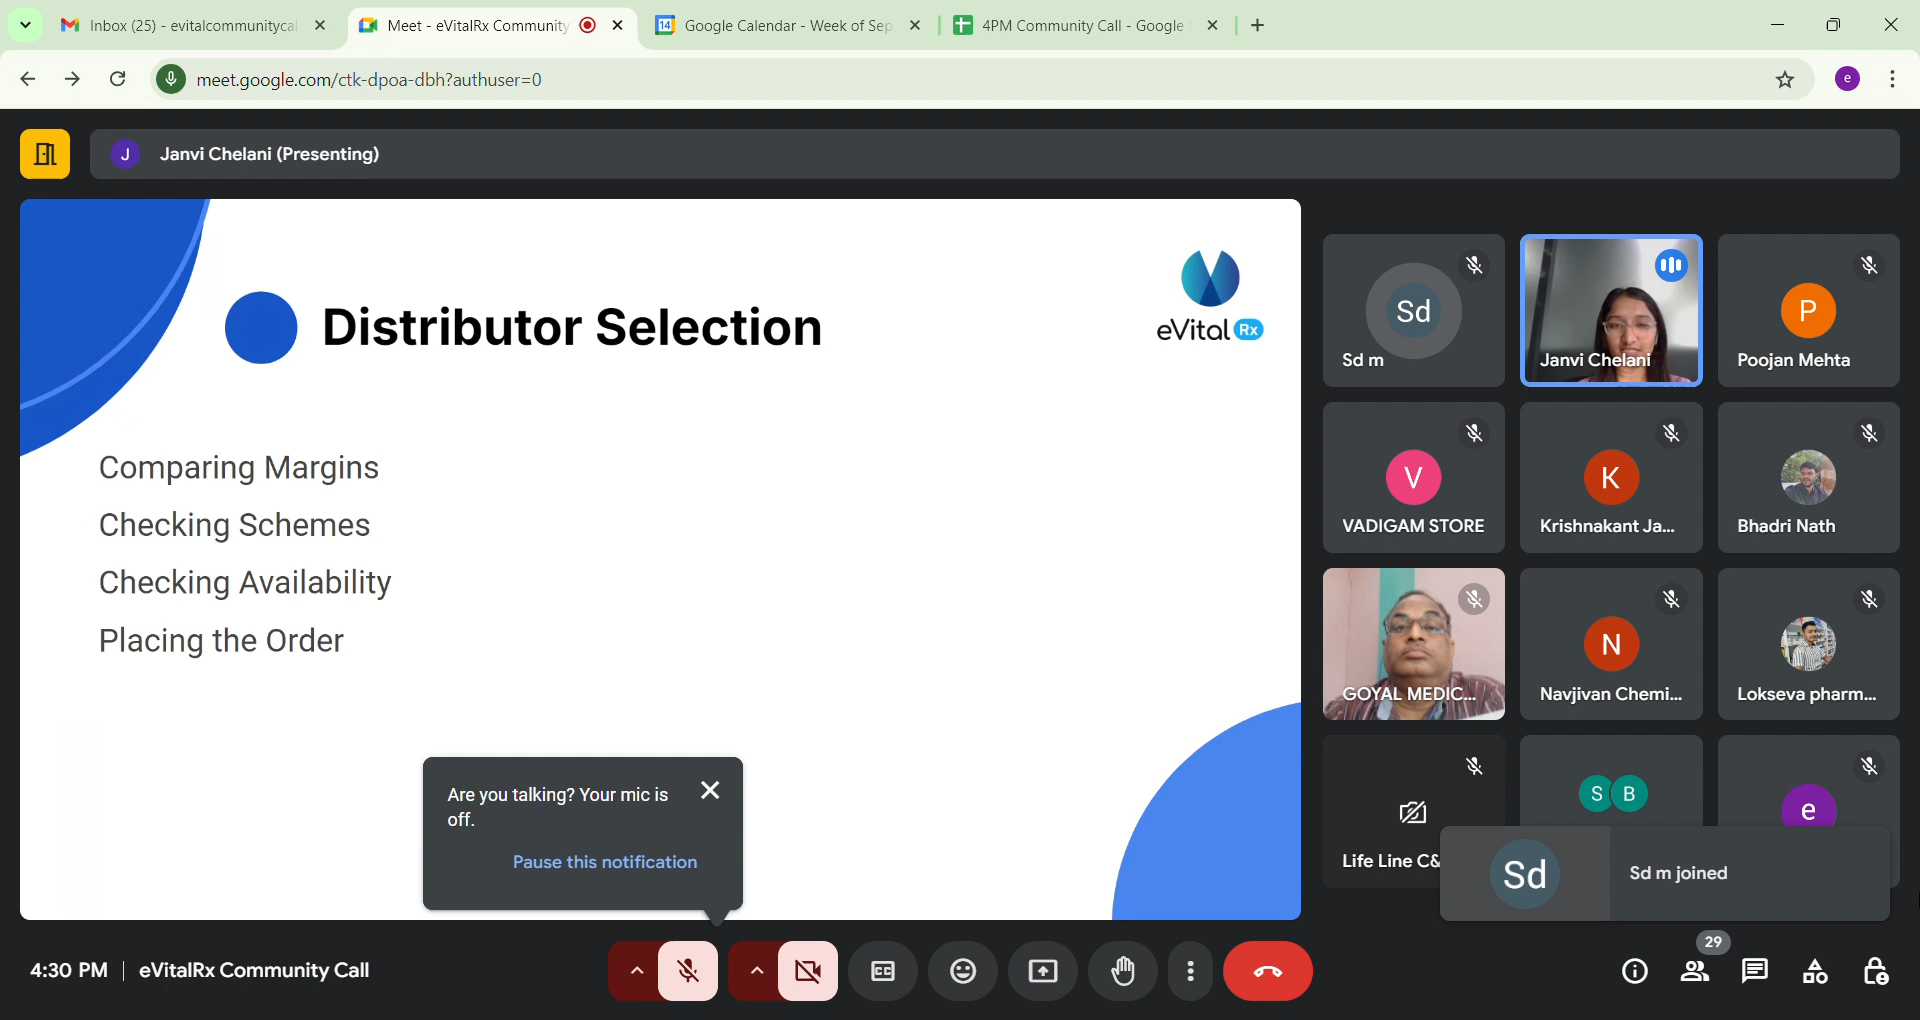 Inbox (25) - evitalcommunitycal
Meet - eVitalRx Community
14
Google Calendar - Week of Sep
4PM Community Call - Google S
meet.google.com/ctk-dpoa-dbh?authuser=0
e
J
Janvi Chelani (Presenting)
Distributor Selection
eVital Rx
Comparing Margins
Checking Schemes
Checking Availability
Placing the Order
Are you talking? Your mic is
off.
Pause this notification
Sd
Sd m
Janvi Chelani
P
Poojan Mehta
V
VADIGAM STORE
K
Krishnakant Ja...
Bhadri Nath
GOYAL MEDIC...
N
Navjivan Chemi...
Lokseva pharm...
Life Line C&
S B
e
Sd
Sd m joined
4:30 PM | eVitalRx Community Call
CC
29